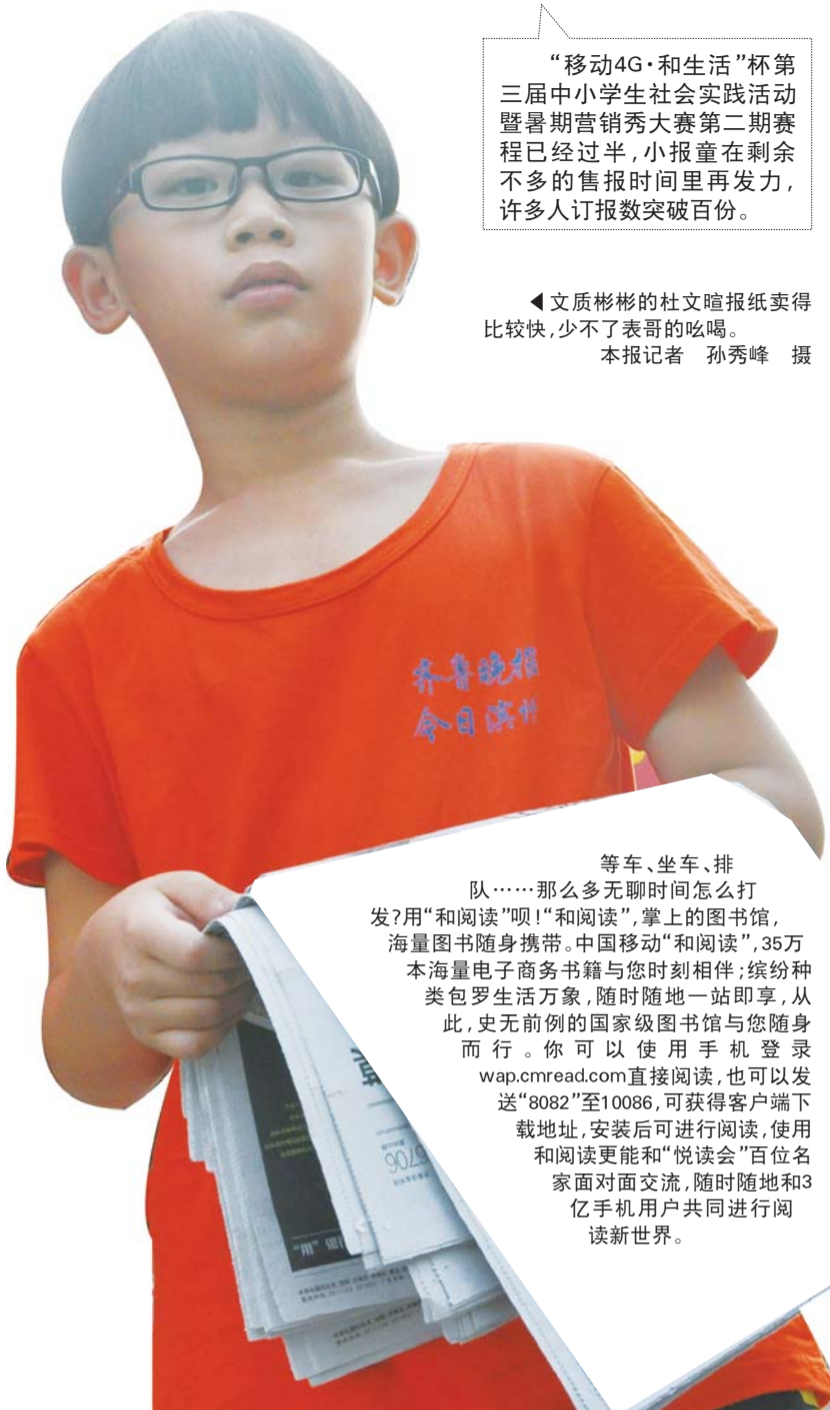 “移动4G·和生活”杯第
三届中小学生社会实践活动
暨暑期营销秀大赛第二期赛
程已经过半，小报童在剩余
不多的售报时间里再发力，
许多人订报数突破百份。
◀文质彬彬的杜文暄报纸卖得
比较快，少不了表哥的吆喝。
本报记者 孙秀峰 摄
齐鲁晚报
今日滨州
等车、坐车、排
队……那么多无聊时间怎么打
发?用“和阅读”呗！“和阅读”，掌上的图书馆，
海量图书随身携带。中国移动“和阅读”，35万
本海量电子商务书籍与您时刻相伴；缤纷种
类包罗生活万象，随时随地一站即享，从
此，史无前例的国家级图书馆与您随身
而行。你可以使用手机登录
wap.cmread.com直接阅读，也可以发
送“8082”至10086，可获得客户端下
载地址，安装后可进行阅读，使用
和阅读更能和“悦读会”百位名
家面对面交流，随时随地和3
亿手机用户共同进行阅
读新世界。